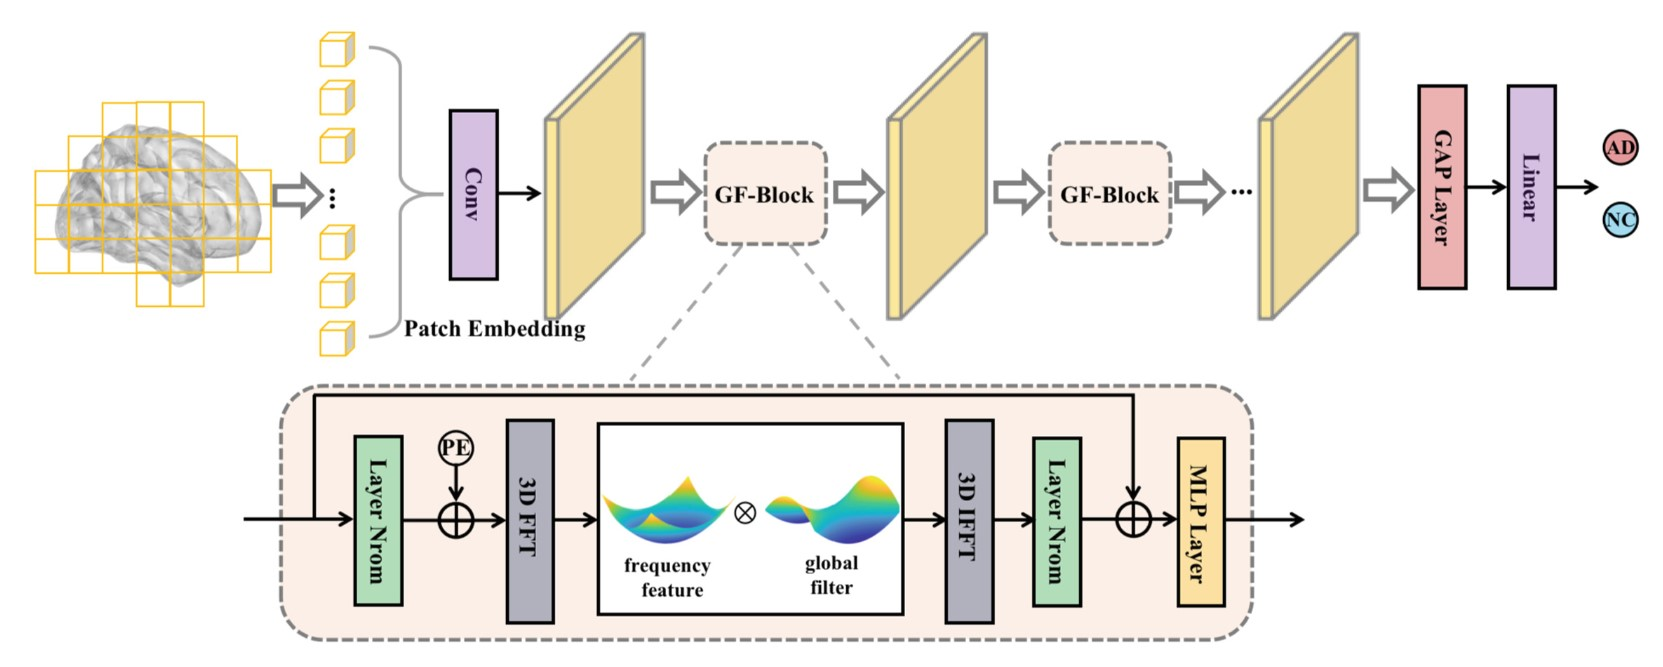 Conv
Patch Embedding
GF-Block
GF-Block
...
GAP Layer
Linear
AD
NC
Layer Nrom
PE
3D FFT
frequency
feature
global
filter
3D IFFT
Layer Nrom
MLP Layer